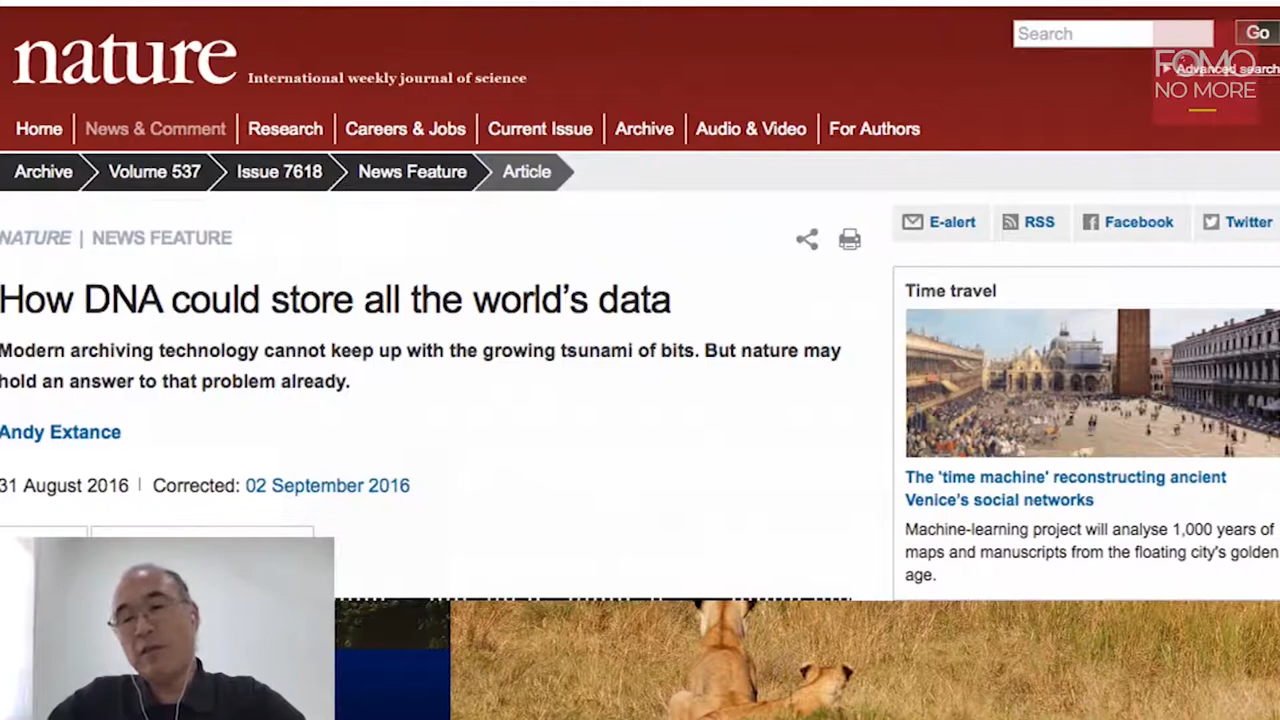 nature
International weekly journal of science
Search
Go
Advanced search
FOMO
NO MORE
Home
News & Comment
Research
Careers & Jobs
Current Issue
Archive
Audio & Video
For Authors
Archive
Volume 537
Issue 7618
News Feature
Article
E-alert
RSS
Facebook
Twitter
NATURE | NEWS FEATURE
How DNA could store all the world's data
Modern archiving technology cannot keep up with the growing tsunami of bits. But nature may
hold an answer to that problem already.
Andy Extance
31 August 2016 | Corrected: 02 September 2016
Time travel
The 'time machine' reconstructing ancient
Venice's social networks
Machine-learning project will analyse 1,000 years of
maps and manuscripts from the floating city's golden
age.